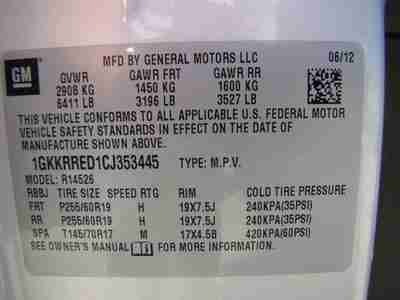 GM
MFD BY GENERAL MOTORS LLC 06/12
GVWR GAWR FRT GAWR RR
2908 KG 1450 KG 1600 KG
6411 LB 3196 LB 3527 LB
THIS VEHICLE CONFORMS TO ALL APPLICABLE U.S. FEDERAL MOTOR
VEHICLE SAFETY STANDARDS IN EFFECT ON THE DATE OF
MANUFACTURE SHOWN ABOVE.
1GKKRRED1CJ353445 TYPE: M.P.V.
MODEL: R14526
RBBJ TIRE SIZE SPEED RTG RIM COLD TIRE PRESSURE
FRT P255/60R19 H 19X7.5J 240KPA(35PSI)
RR P255/60R19 H 19X7.5J 240KPA(35PSI)
SPA T145/70R17 M 17X4.5B 420KPA(60PSI)
SEE OWNER'S MANUAL FOR MORE INFORMATION.